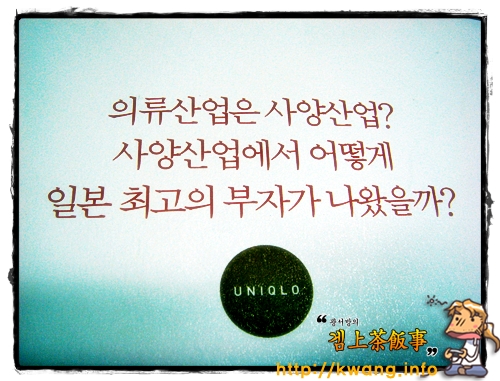 의류산업은 사양산업?
사양산업에서 어떻게
일본 최고의 부자가 나왔을까?
UNIQLO
“ 광서방의
겜上茶飯事 ”
http://kwang.info